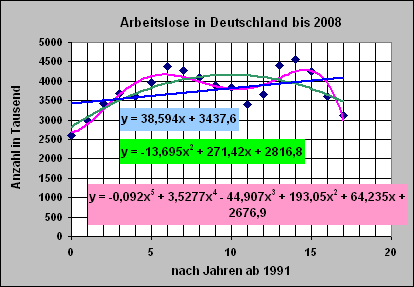 Arbeitslose in Deutschland bis 2008
Anzahl in Tausend
5000
4500
4000
3500
3000
2500
2000
1500
1000
500
0
y = 38,594x + 3437,6
y = -13,695x² + 271,42x + 2816,8
y = -0,092x⁵ + 3,5277x⁴ - 44,907x³ + 193,05x² + 64,235x +
2676,9
0 5 10 15 20
nach Jahren ab 1991